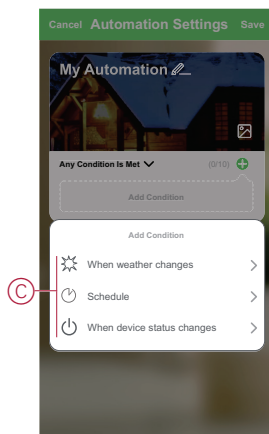 Cancel Automation Settings Save
My Automation
Any Condition Is Met (0/10)
Add Condition
Add Condition
When weather changes
Schedule
When device status changes
C